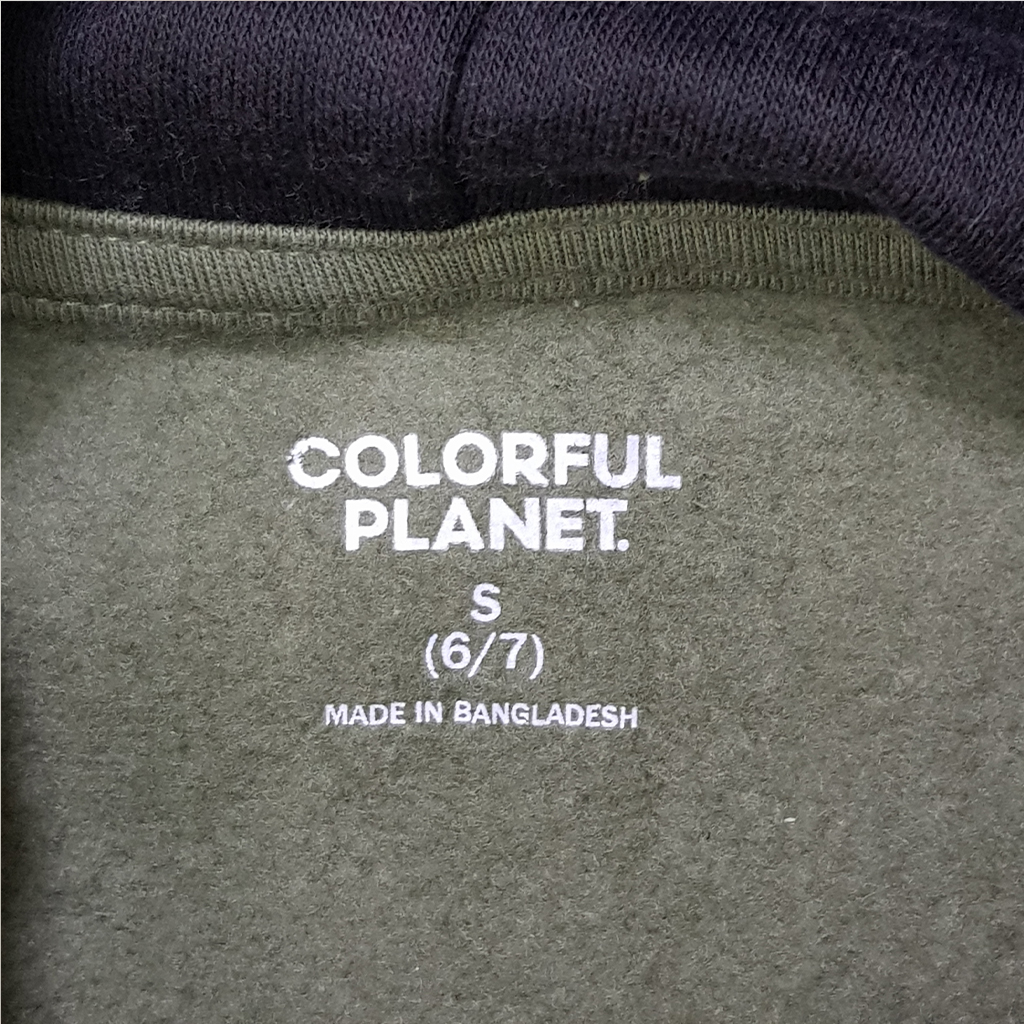 COLORFUL
PLANET.
S
(6/7)
MADE IN BANGLADESH